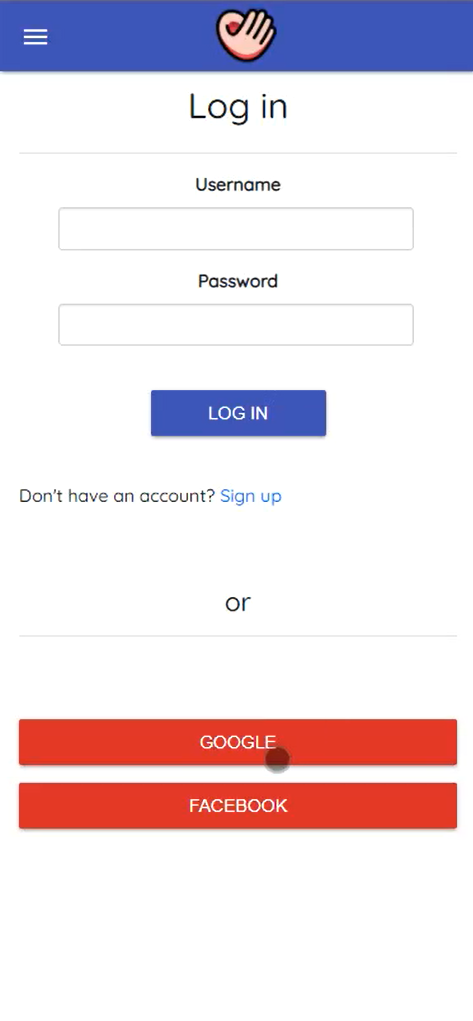 Log in
Username
Password
LOG IN
Don't have an account? Sign up
or
GOOGLE
FACEBOOK